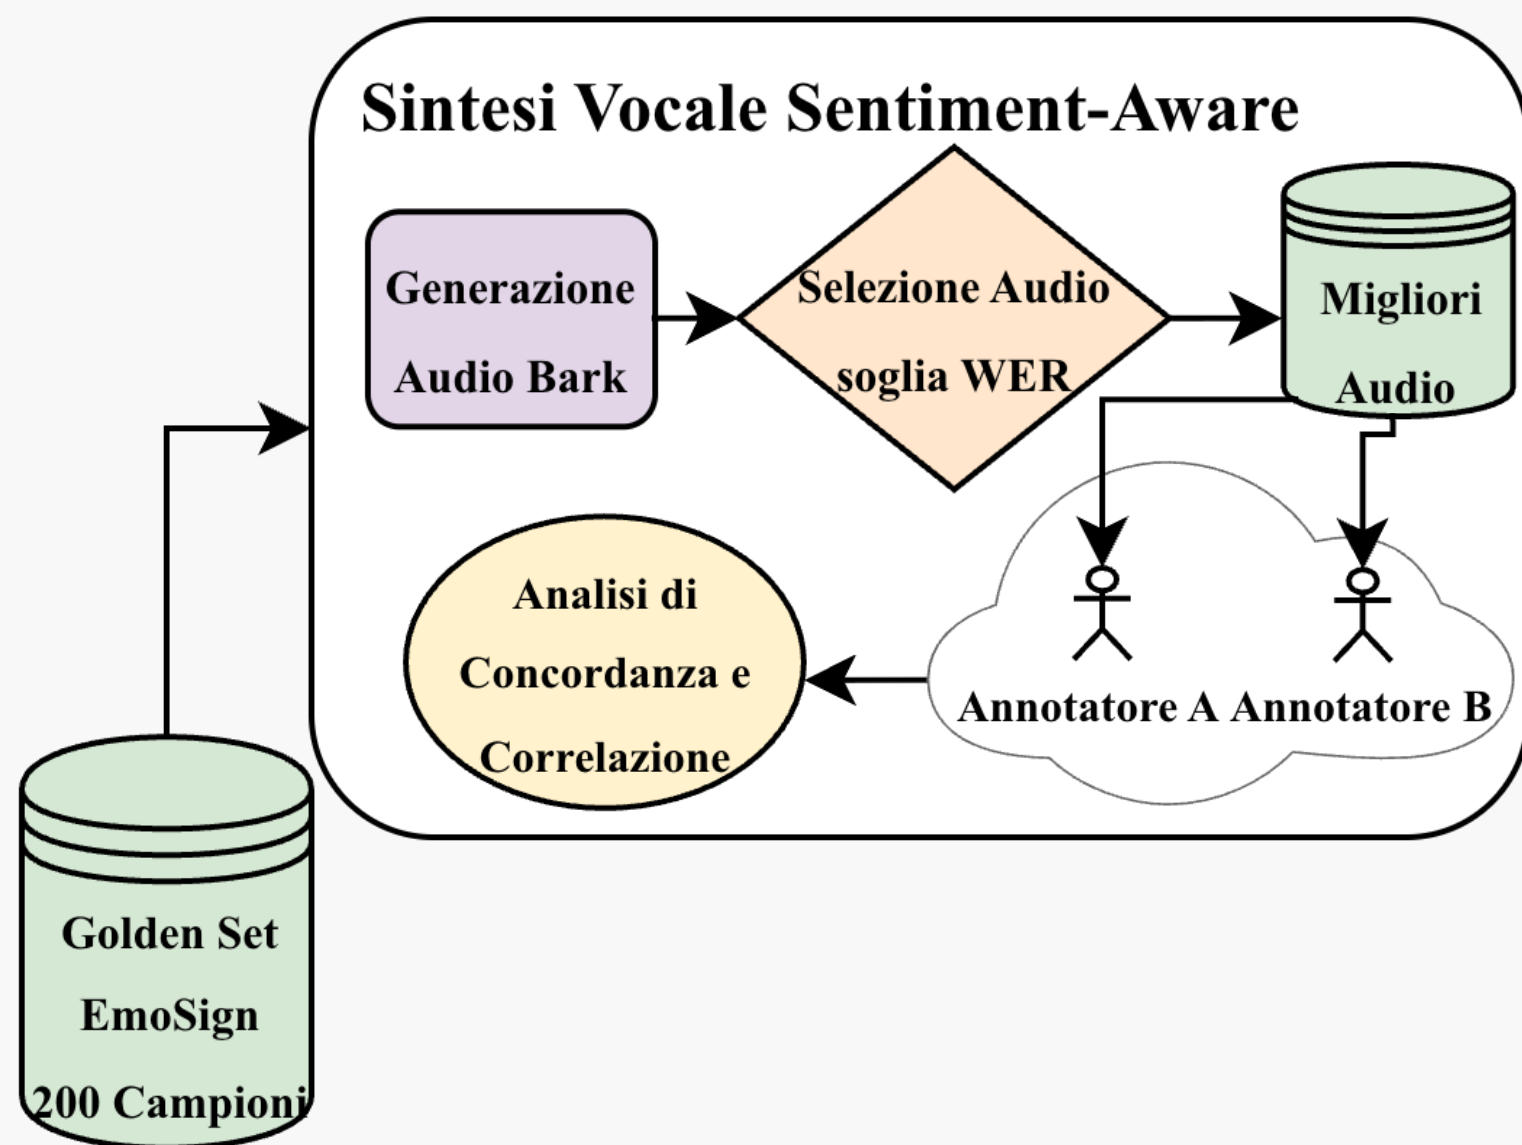 Sintesi Vocale Sentiment-Aware
Generazione
Audio Bark
Selezione Audio
soglia WER
Migliori
Audio
Annotatore A
Annotatore B
Analisi di
Concordanza e
Correlazione
Golden Set
EmoSign
200 Campioni